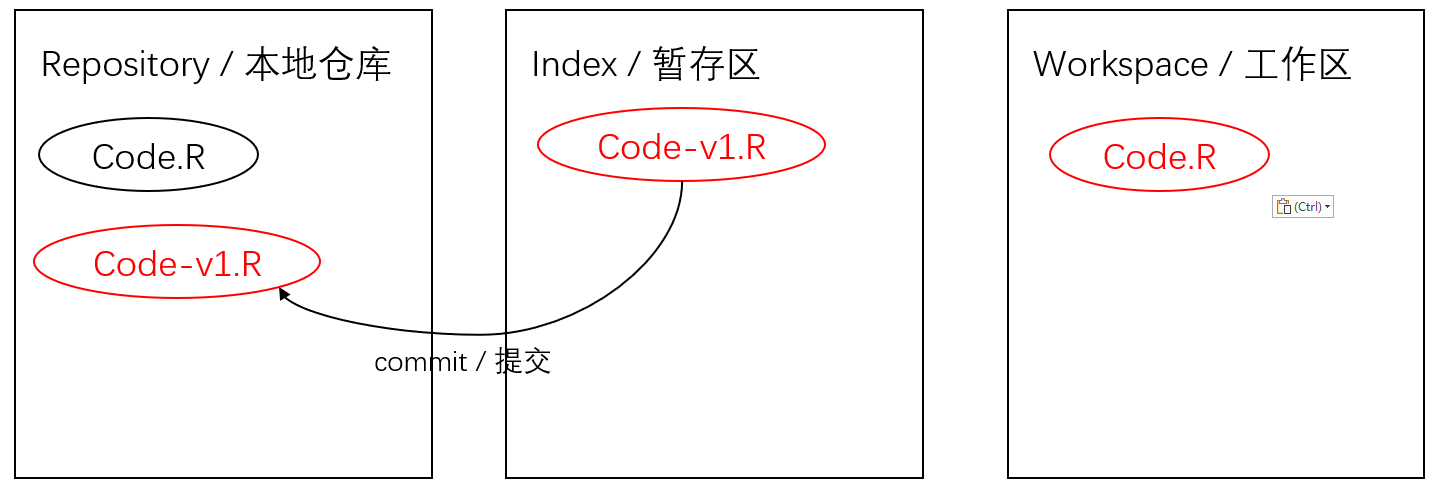 Repository / 本地仓库
Code.R
Code-v1.R
Index / 暂存区
Code-v1.R
commit / 提交
Workspace / 工作区
Code.R
(Ctrl)